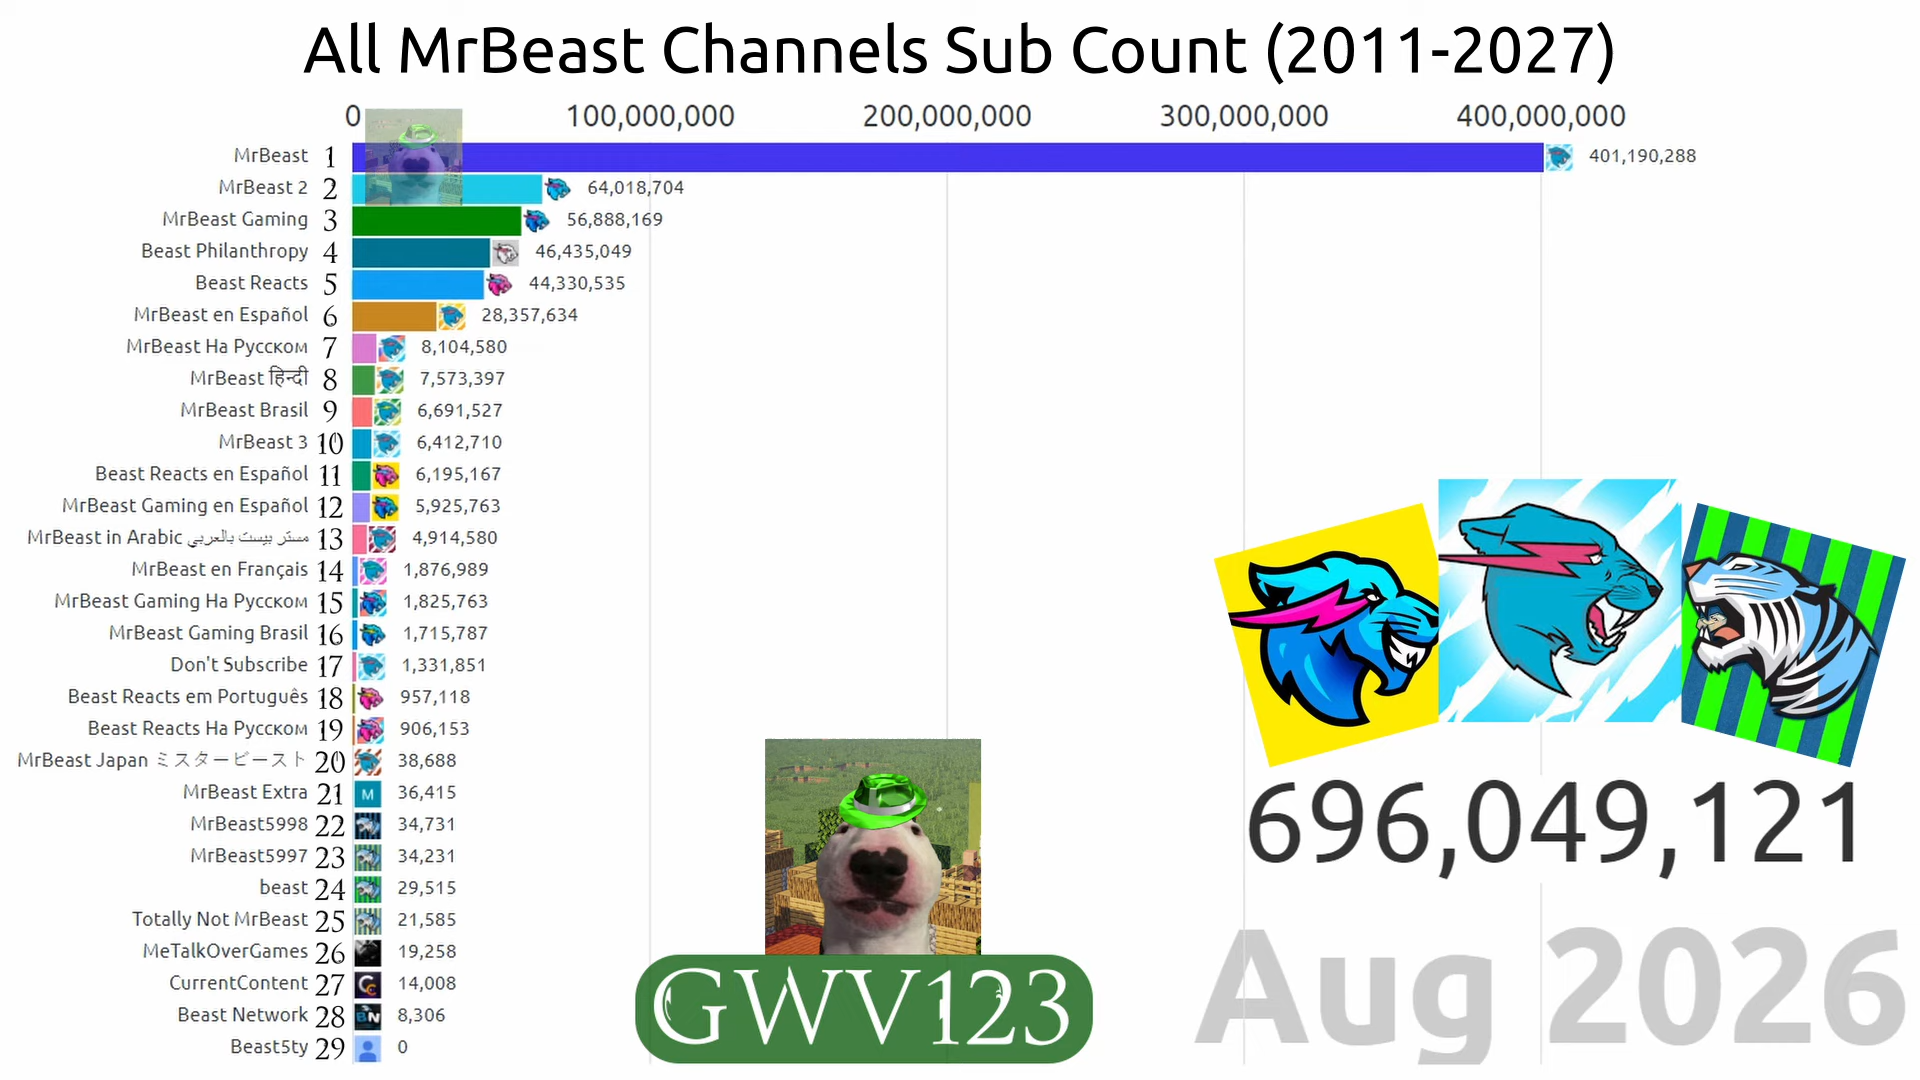 All MrBeast Channels Sub Count (2011-2027)
0 100,000,000 200,000,000 300,000,000 400,000,000
MrBeast 1 401,190,288
MrBeast 2 2 64,018,704
MrBeast Gaming 3 56,888,169
Beast Philanthropy 4 46,435,049
Beast Reacts 5 44,330,535
MrBeast en Español 6 28,357,634
MrBeast На Русском 7 8,104,580
MrBeast हिन्दी 8 7,573,397
MrBeast Brasil 9 6,691,527
MrBeast 3 10 6,412,710
Beast Reacts en Español 11 6,195,167
MrBeast Gaming en Español 12 5,925,763
MrBeast in Arabic مستر بيست بالعربي 13 4,914,580
MrBeast en Français 14 1,876,989
MrBeast Gaming На Русском 15 1,825,763
MrBeast Gaming Brasil 16 1,715,787
Don't Subscribe 17 1,331,851
Beast Reacts em Português 18 957,118
Beast Reacts На Русском 19 906,153
MrBeast Japan ミスタービースト 20 38,688
MrBeast Extra 21 M 36,415
MrBeast5998 22 34,731
MrBeast5997 23 34,231
beast 24 29,515
Totally Not MrBeast 25 21,585
MeTalkOverGames 26 19,258
CurrentContent 27 14,008
Beast Network 28 BN 8,306
Beast5ty 29 0
696,049,121
Aug 2026
GWV123